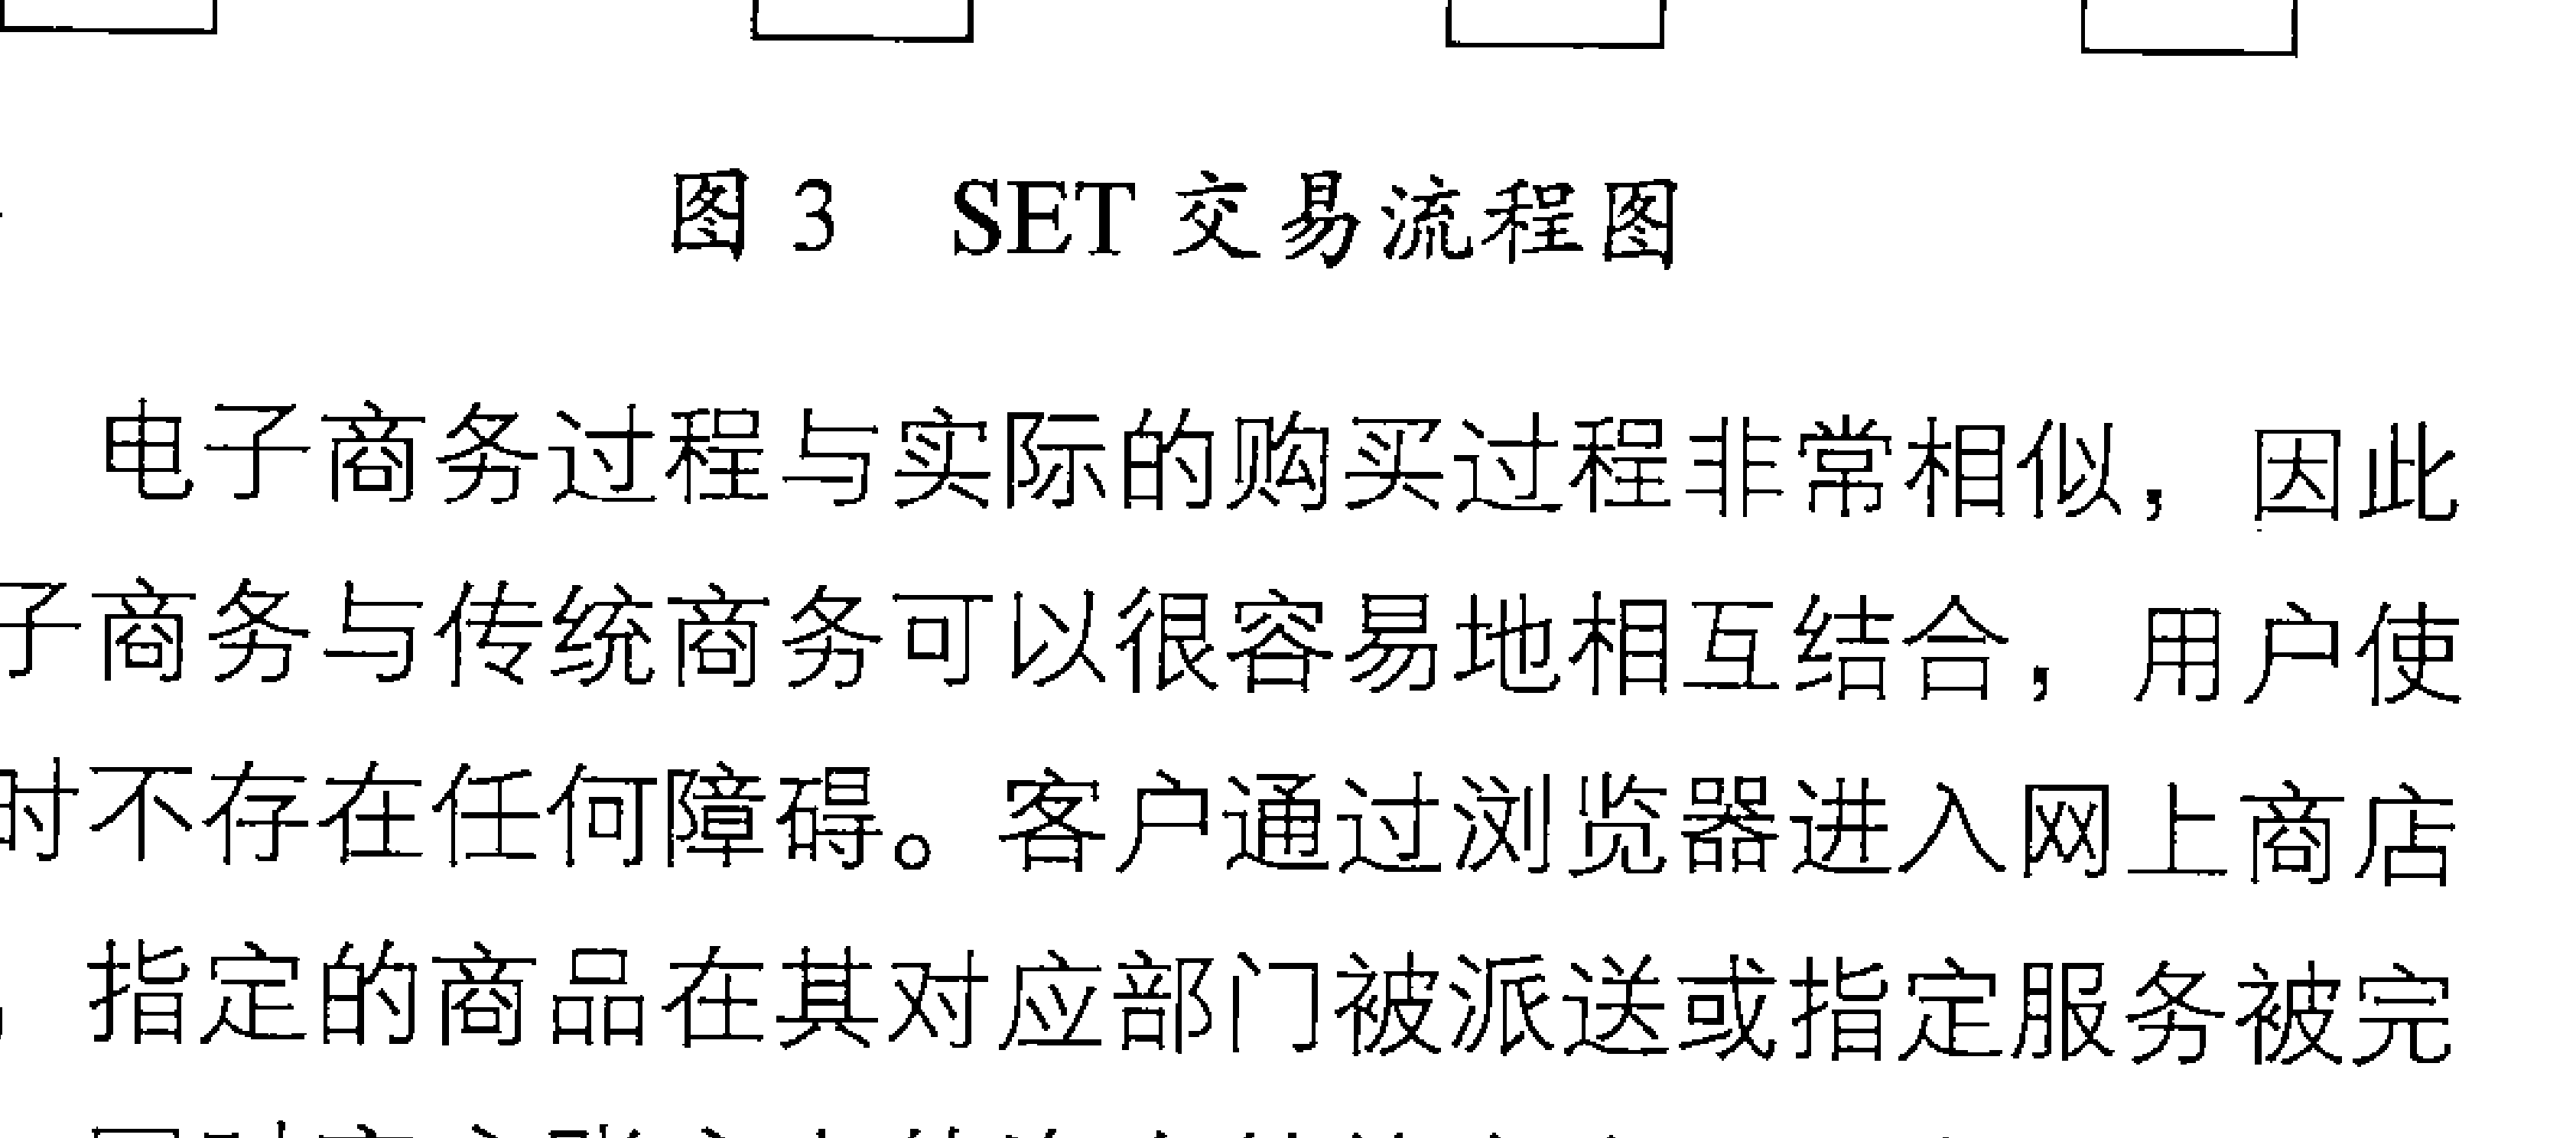 图 3 SET 交易流程图
电子商务过程与实际的购买过程非常相似，因此
子商务与传统商务可以很容易地相互结合，用户使
时不存在任何障碍。客户通过浏览器进入网上商店
，指定的商品在其对应部门被派送或指定服务被完